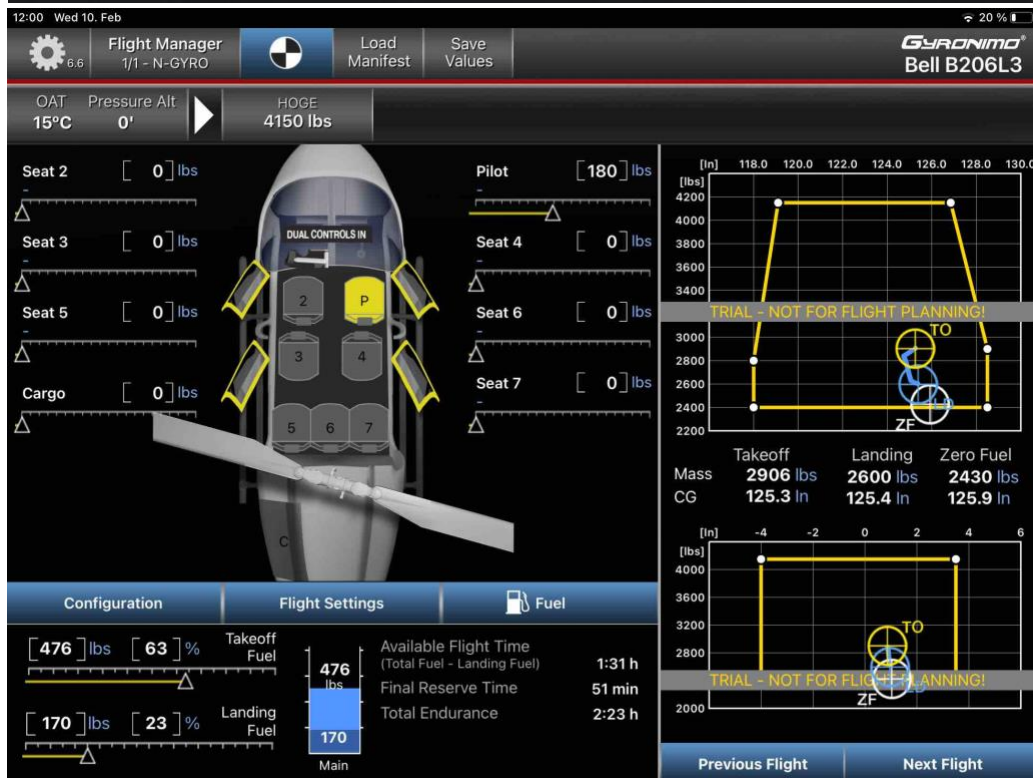 12:00 Wed 10. Feb
20 %
6.6
Flight Manager
1/1 - N-GYRO
Load
Manifest
Save
Values
GYRONIMO®
Bell B206L3
OAT
15°C
Pressure Alt
0'
HOGE
4150 lbs
Seat 2 [ 0] lbs
-
Seat 3 [ 0] lbs
-
Seat 5 [ 0] lbs
-
Cargo [ 0] lbs
DUAL CONTROLS IN
2
P
3
4
5
6
7
C
Pilot [180] lbs
-
Seat 4 [ 0] lbs
-
Seat 6 [ 0] lbs
-
Seat 7 [ 0] lbs
-
[In] 118.0 120.0 122.0 124.0 126.0 128.0 130.0
[lbs]
4200
4000
3800
3600
3400
TRIAL - NOT FOR FLIGHT PLANNING!
TO
3000
2800
2600
2400
LD
2200
ZF
Takeoff Landing Zero Fuel
Mass 2906 lbs 2600 lbs 2430 lbs
CG 125.3 In 125.4 In 125.9 In
[In] -4 -2 0 2 4 6
[lbs]
4000
3600
3200
TO
2800
TRIAL - NOT FOR FLIGHT PLANNING!
LD
ZF
2000
Configuration
Flight Settings
Fuel
[476] lbs [63] % Takeoff
Fuel
[170] lbs [23] % Landing
Fuel
476
lbs
170
Main
Available Flight Time
(Total Fuel - Landing Fuel) 1:31 h
Final Reserve Time 51 min
Total Endurance 2:23 h
Previous Flight
Next Flight